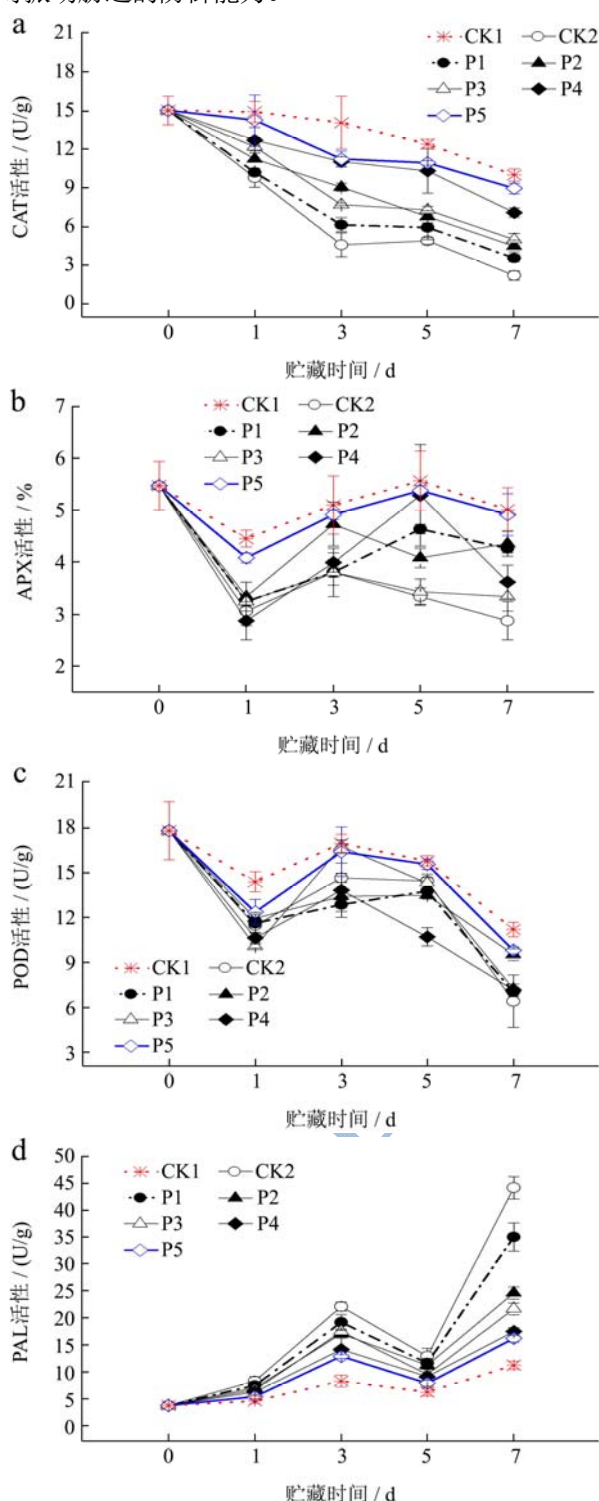 a
21
18
15
12
9
6
3
0
CAT活性 / (U/g)
CK1 CK2
P1 P2
P3 P4
P5
0 1 3 5 7
贮藏时间 / d
b
7
6
5
4
3
2
APX活性 / %
CK1 CK2
P1 P2
P3 P4
P5
0 1 3 5 7
贮藏时间 / d
c
21
18
15
12
9
6
3
POD活性 / (U/g)
CK1 CK2
P1 P2
P3 P4
P5
0 1 3 5 7
贮藏时间 / d
d
50
45
40
35
30
25
20
15
10
5
0
PAL活性 / (U/g)
CK1 CK2
P1 P2
P3 P4
P5
0 1 3 5 7
贮藏时间 / d